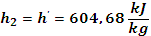 h₂ = h' = 604,68 kJ/kg